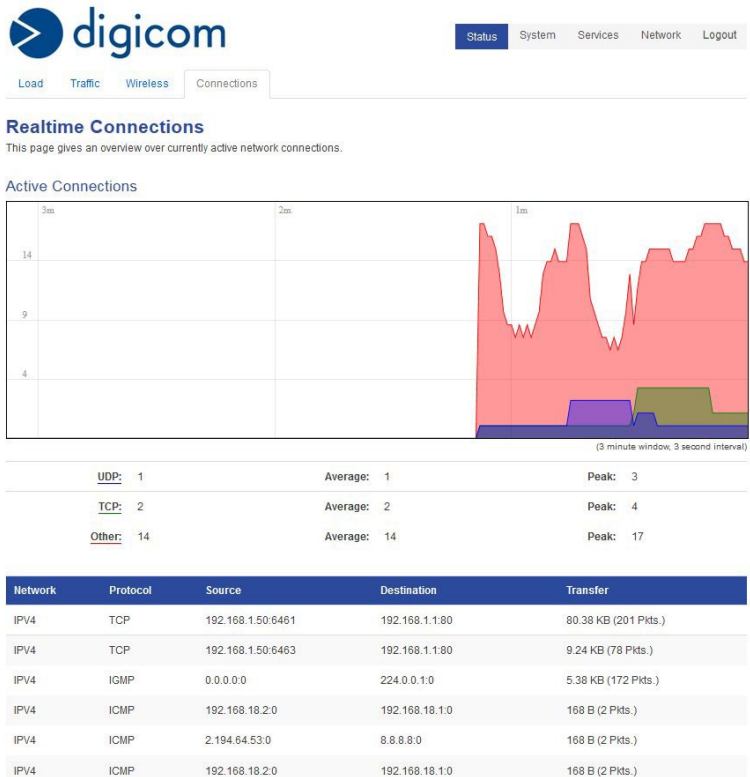 digicom
Status System Services Network Logout
Load Traffic Wireless Connections
Realtime Connections
This page gives an overview over currently active network connections.
Active Connections
3m 2m 1m
14
9
4
(3 minute window, 3 second interval)
UDP: 1 Average: 1 Peak: 3
TCP: 2 Average: 2 Peak: 4
Other: 14 Average: 14 Peak: 17
Network Protocol Source Destination Transfer
IPV4 TCP 192.168.1.50:6461 192.168.1.1:80 80.38 KB (201 Pkts.)
IPV4 TCP 192.168.1.50:6463 192.168.1.1:80 9.24 KB (78 Pkts.)
IPV4 IGMP 0.0.0.0:0 224.0.0.1:0 5.38 KB (172 Pkts.)
IPV4 ICMP 192.168.18.2:0 192.168.18.1:0 168 B (2 Pkts.)
IPV4 ICMP 2.194.64.53:0 8.8.8.8:0 168 B (2 Pkts.)
IPV4 ICMP 192.168.18.2:0 192.168.18.1:0 168 B (2 Pkts.)